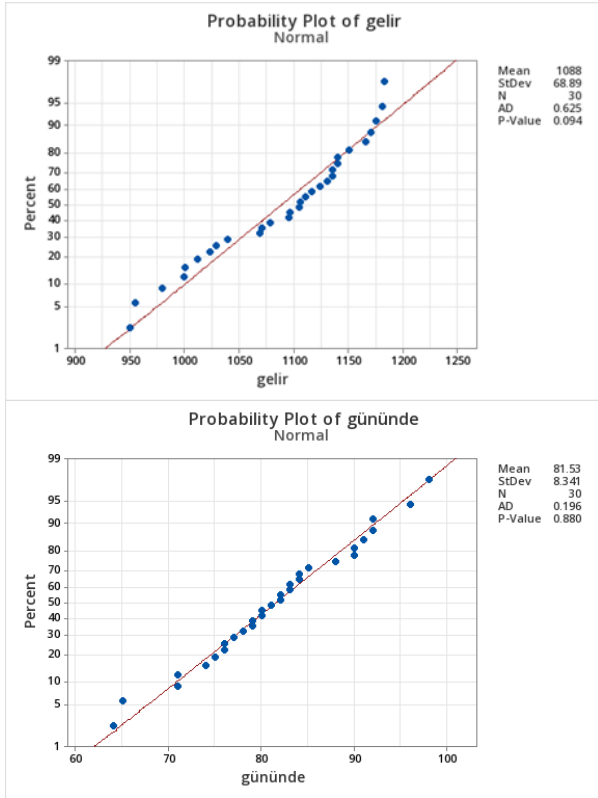 Probability Plot of gelir
Normal
99
95
90
80
70
60
50
40
30
20
10
5
1
Percent
900 950 1000 1050 1100 1150 1200 1250
gelir
Mean 1088
StDev 68.89
N 30
AD 0.625
P-Value 0.094
Probability Plot of gününde
Normal
99
95
90
80
70
60
50
40
30
20
10
5
1
Percent
60 70 80 90 100
gününde
Mean 81.53
StDev 8.341
N 30
AD 0.196
P-Value 0.880